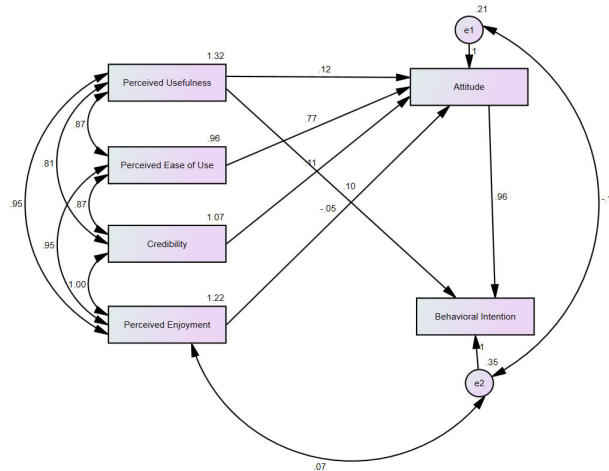 .21
e1
1.32
1
Perceived Usefulness
.12
Attitude
.87
.96
.77
.81
Perceived Ease of Use
.11
.10
.96
.95
.87
1.07
-.05
.95
Credibility
1.00
1.22
Perceived Enjoyment
Behavioral Intention
1
.35
e2
.07